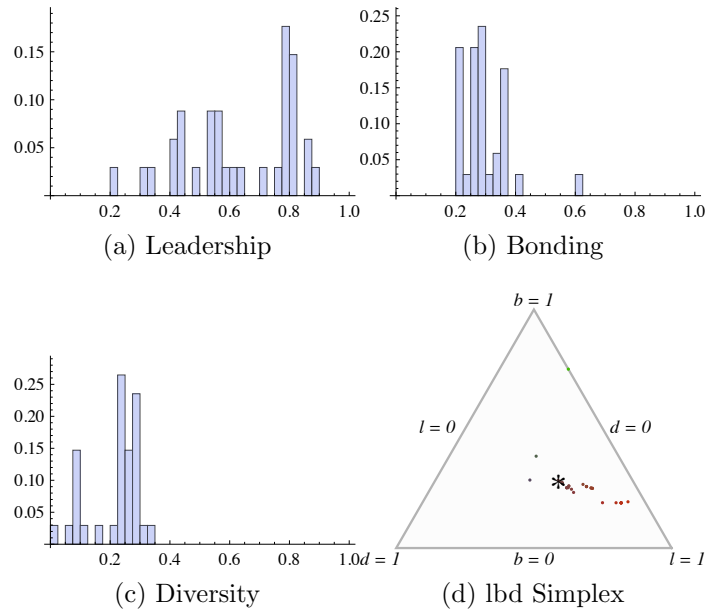 0.15
0.10
0.05
0.2 0.4 0.6 0.8 1.0
(a) Leadership
0.25
0.20
0.15
0.10
0.05
0.2 0.4 0.6 0.8 1.0
(b) Bonding
0.25
0.20
0.15
0.10
0.05
0.2 0.4 0.6 0.8 1.0
(c) Diversity
b = 1
l = 0
d = 0
*
d = 1
b = 0
l = 1
(d) lbd Simplex